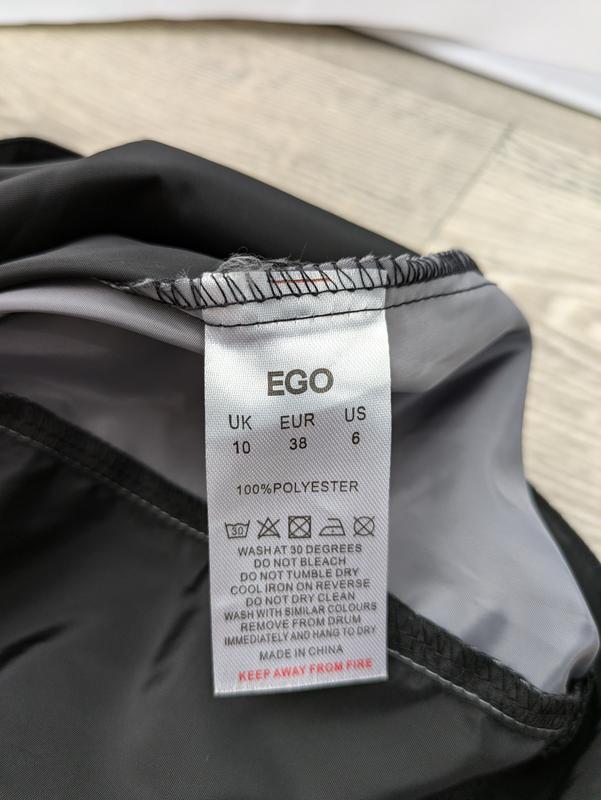 EGO
UK EUR US
10 38 6
100%POLYESTER
30
WASH AT 30 DEGREES
DO NOT BLEACH
DO NOT TUMBLE DRY
COOL IRON ON REVERSE
DO NOT DRY CLEAN
WASH WITH SIMILAR COLOURS
REMOVE FROM DRUM
IMMEDIATELY AND HANG TO DRY
MADE IN CHINA
KEEP AWAY FROM FIRE